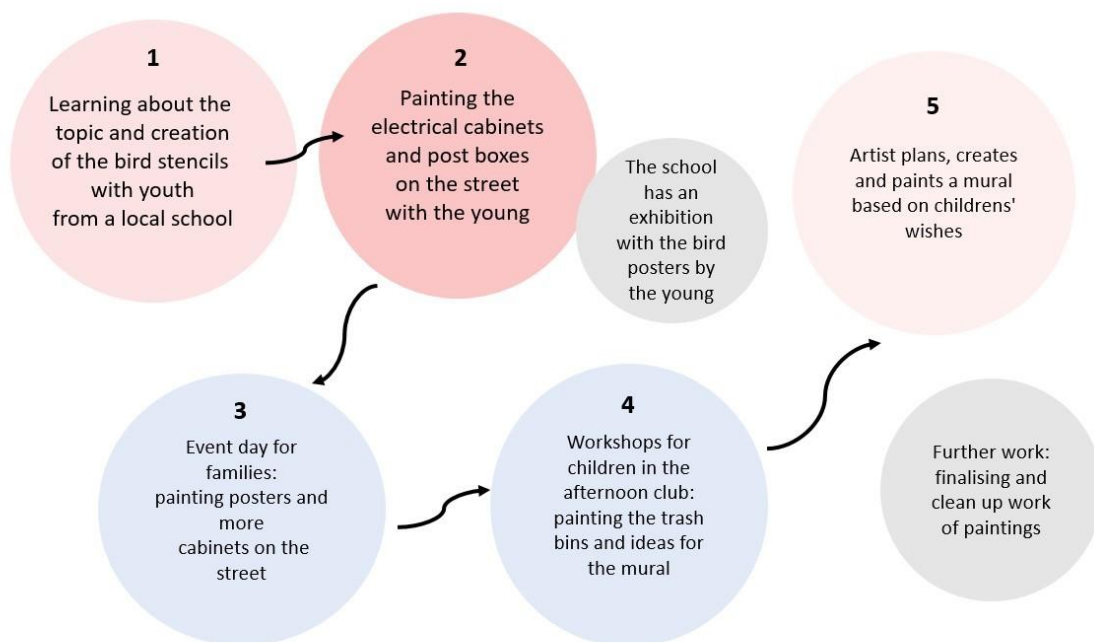 1
Learning about the
topic and creation
of the bird stencils
with youth
from a local school
2
Painting the
electrical cabinets
and post boxes
on the street
with the young
The school
has an
exhibition
with the bird
posters by
the young
3
Event day for
families:
painting posters and
more
cabinets on the
street
4
Workshops for
children in the
afternoon club:
painting the trash
bins and ideas for
the mural
5
Artist plans, creates
and paints a mural
based on childrens'
wishes
Further work:
finalising and
clean up work
of paintings